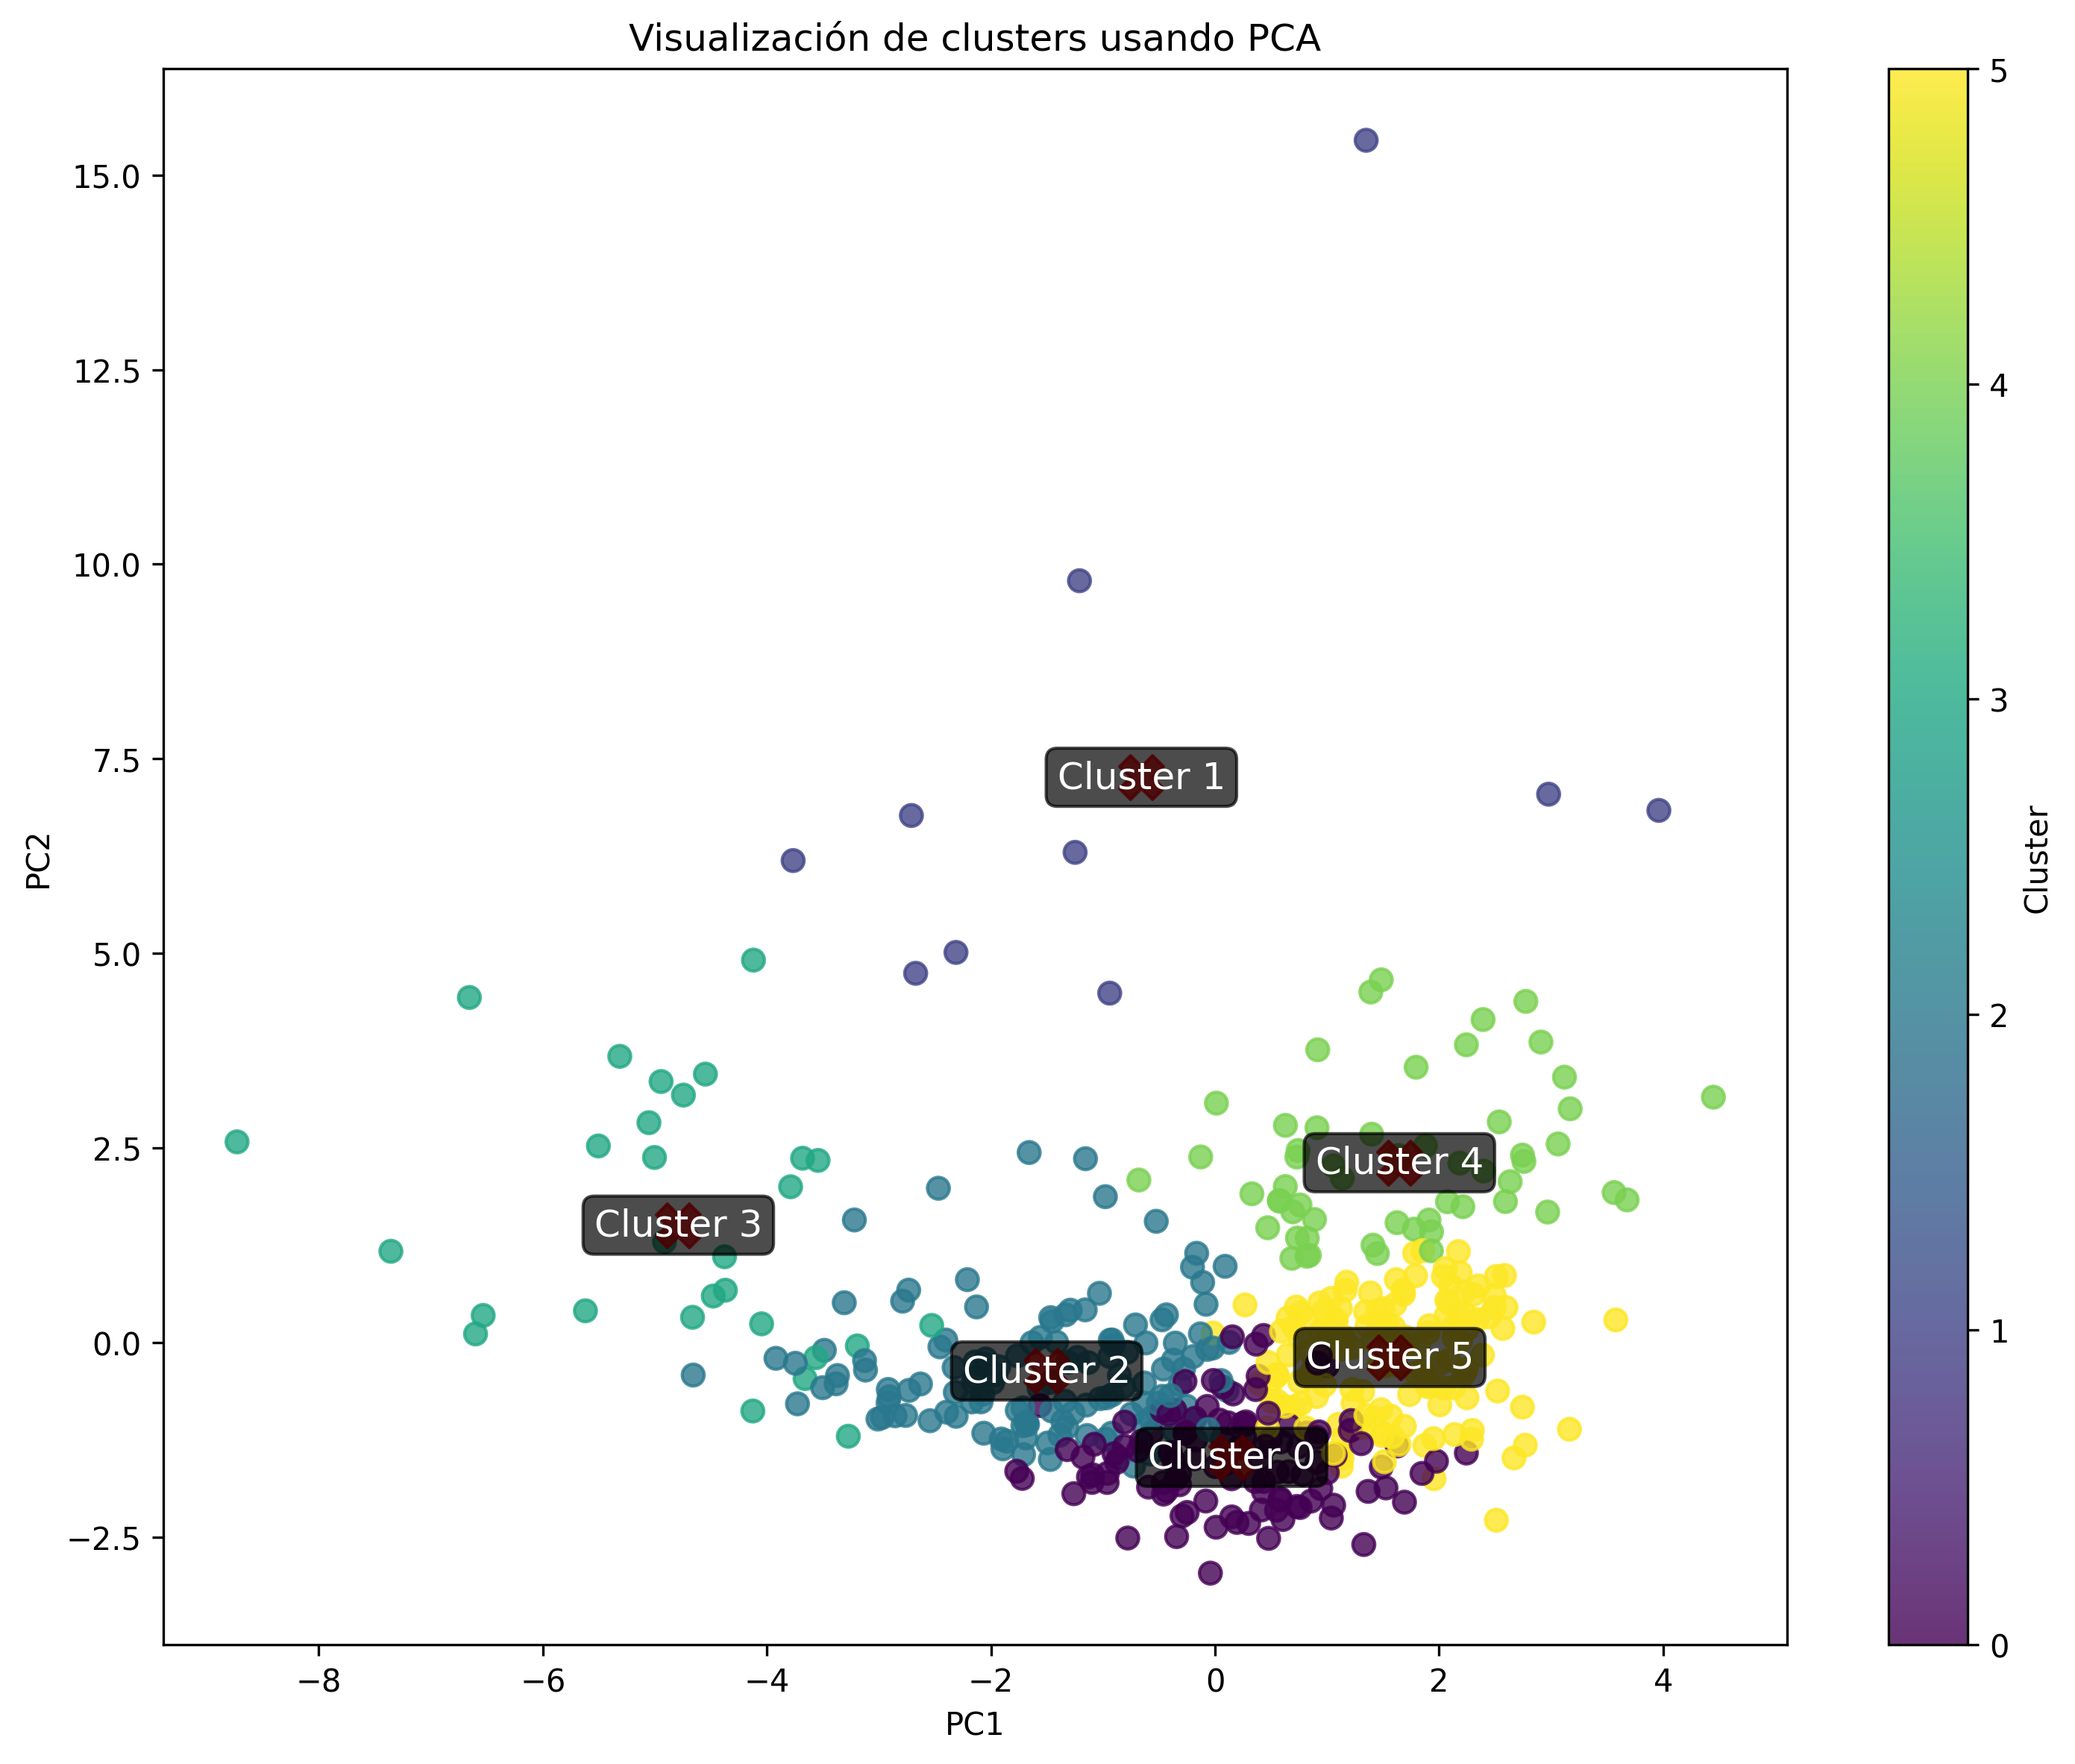 Visualización de clusters usando PCA
15.0
12.5
10.0
7.5
5.0
2.5
0.0
−2.5
PC2
Cluster 1
Cluster 4
Cluster 3
Cluster 5
Cluster 2
Cluster 0
−8
−6
−4
−2
0
2
4
PC1
5
4
3
2
1
0
Cluster